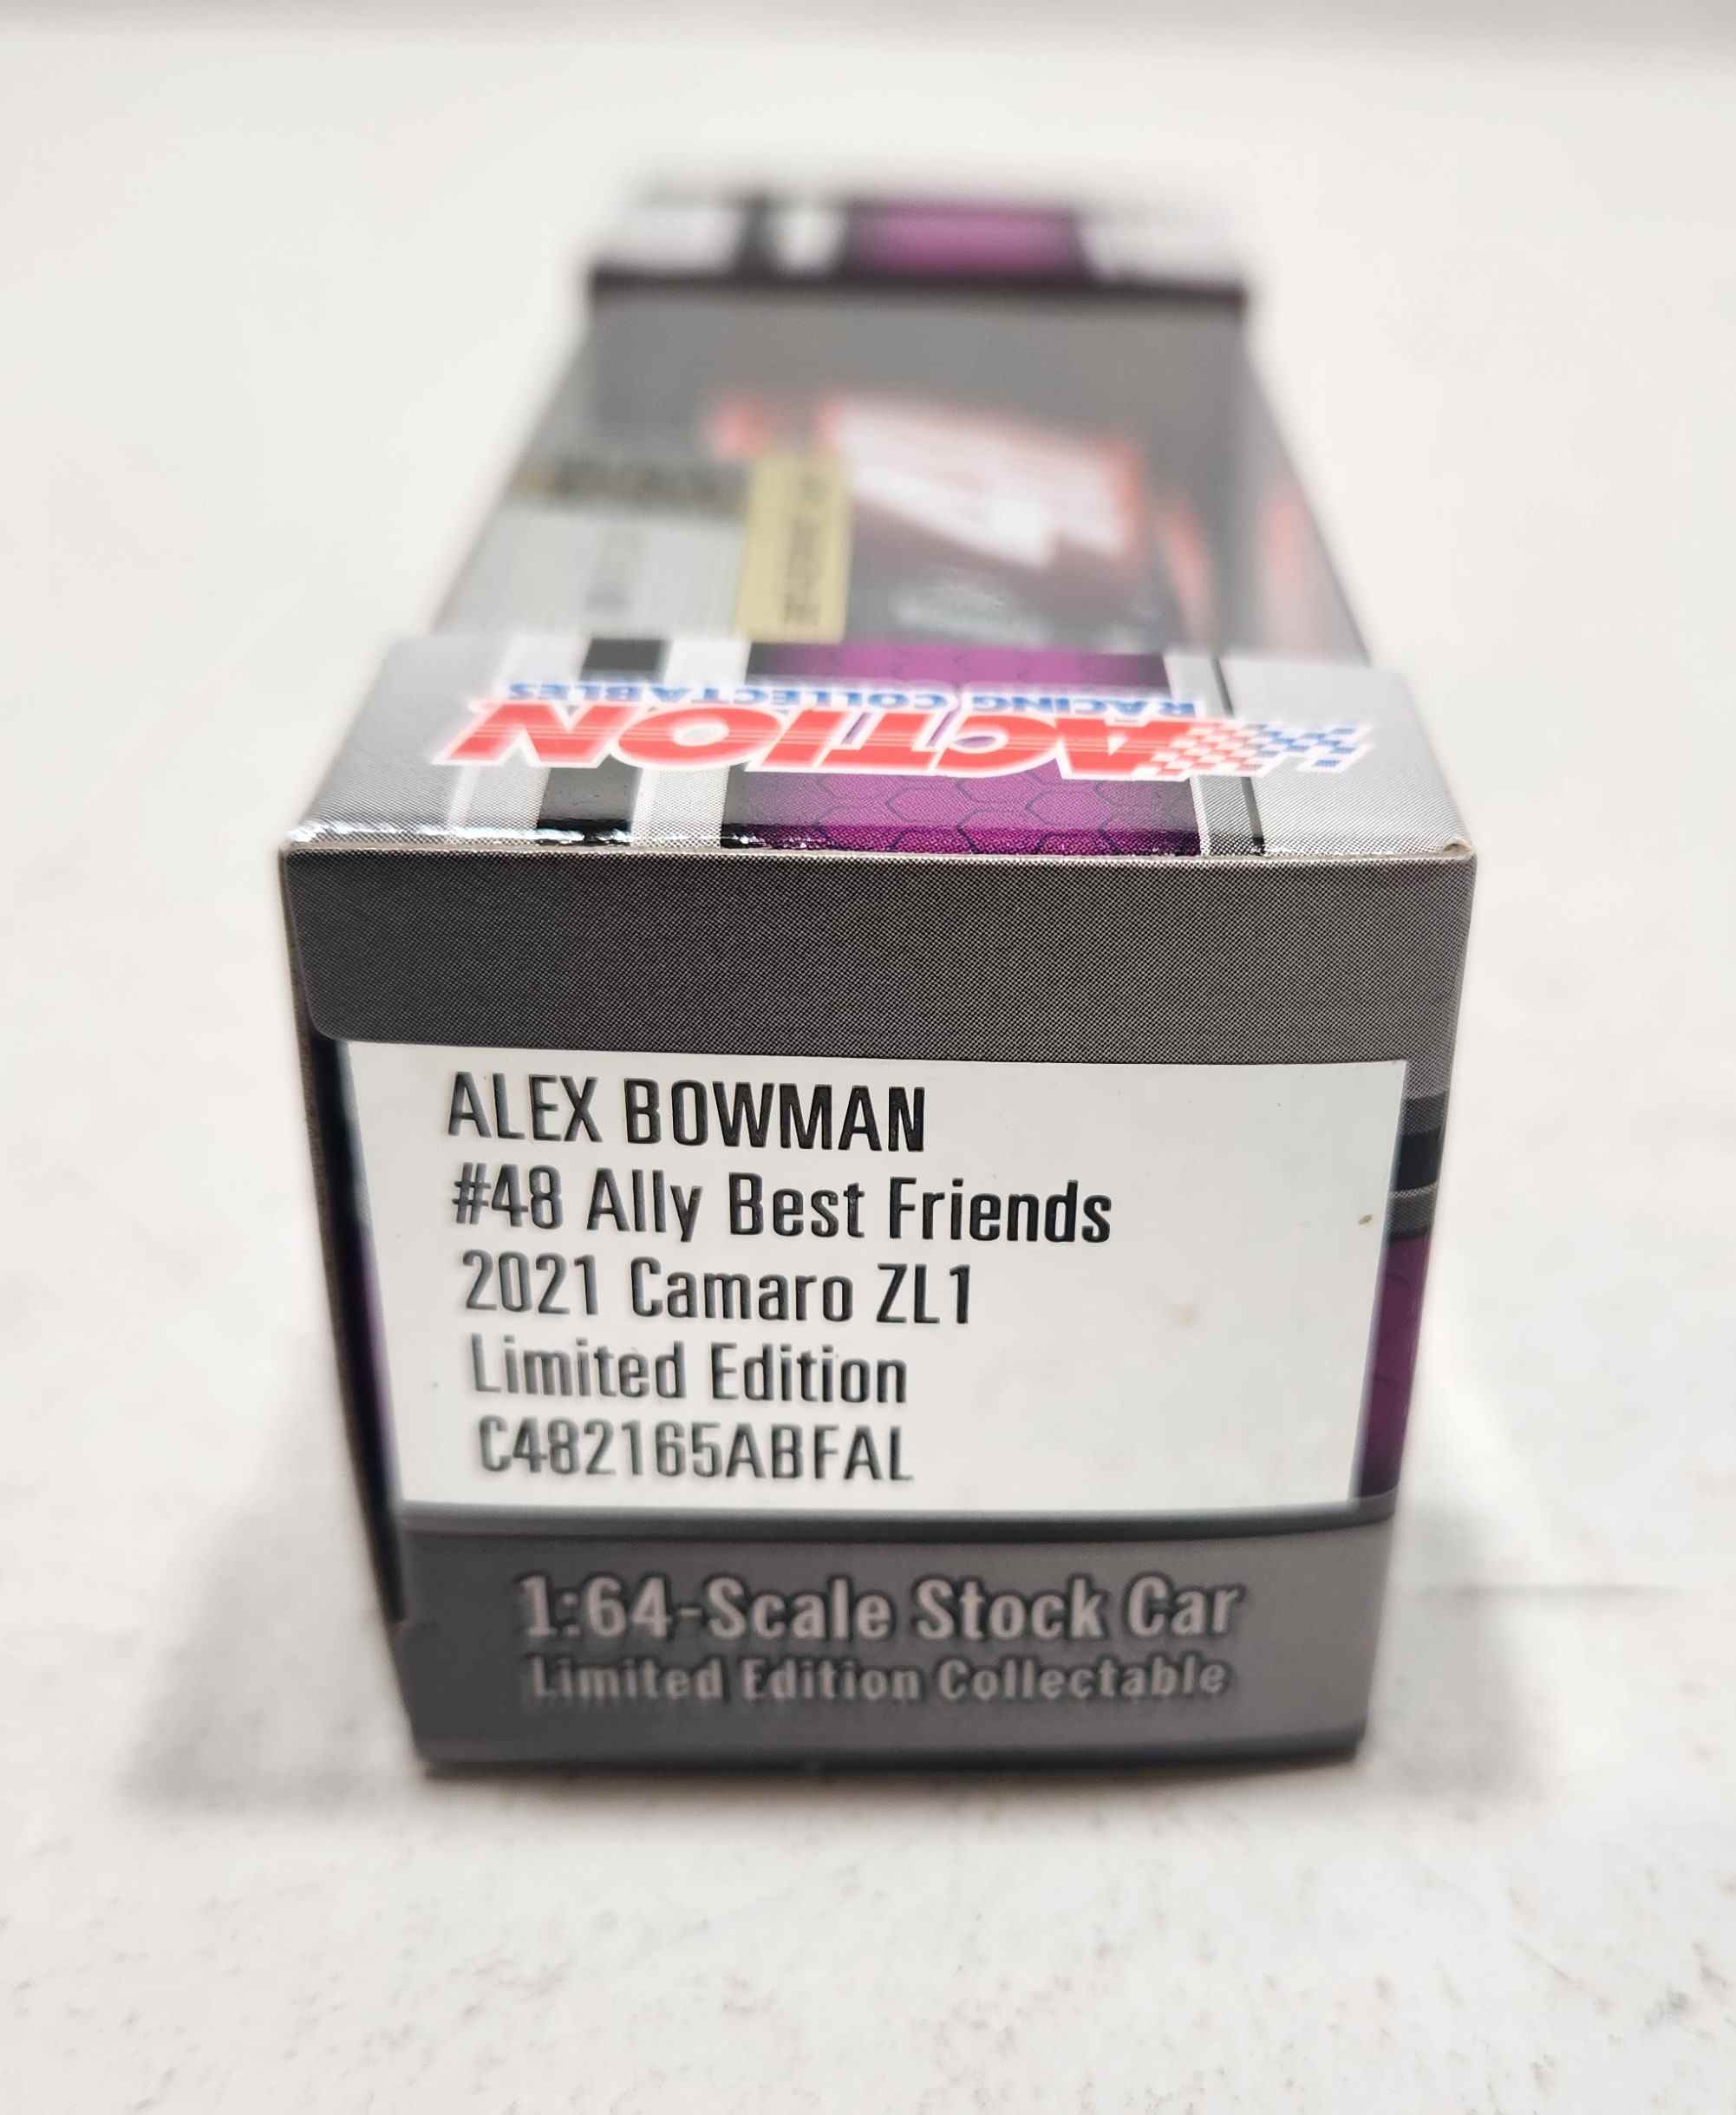 ACTION
RACING COLLECTABLES
ALEX BOWMAN
#48 Ally Best Friends
2021 Camaro ZL1
Limited Edition
C482165ABFAL
1:64-Scale Stock Car
Limited Edition Collectable